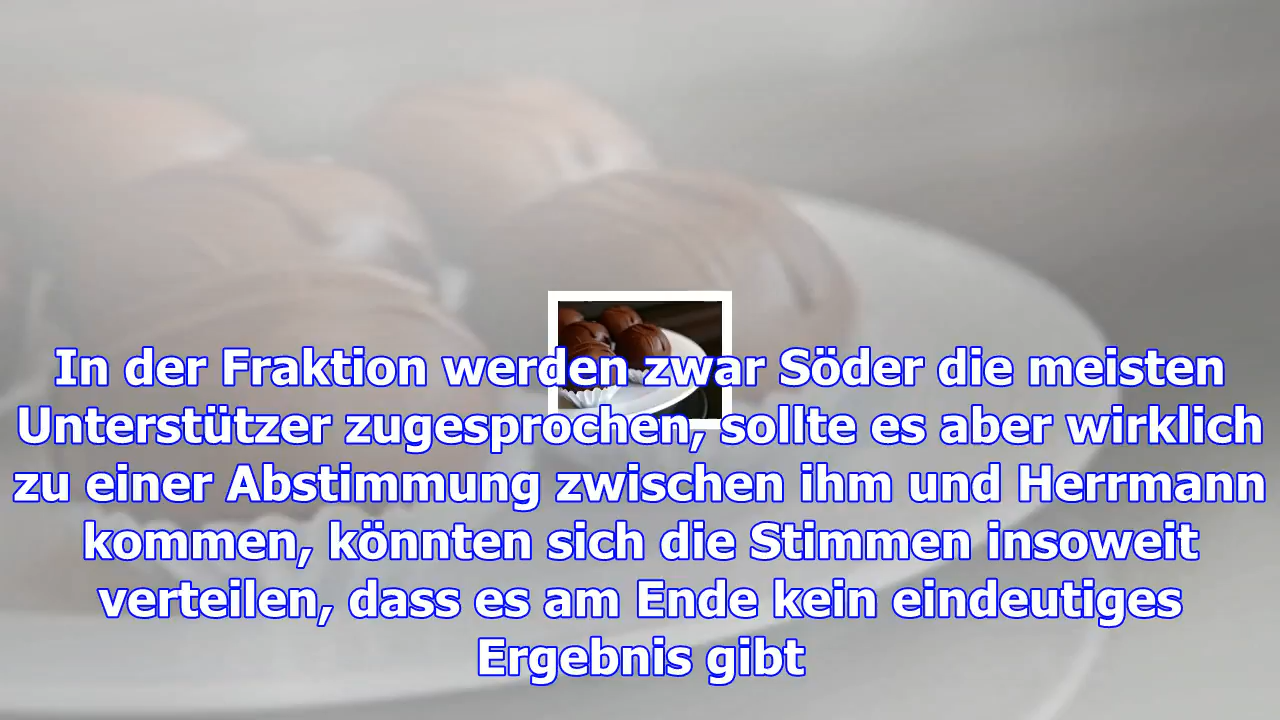 In der Fraktion werden zwar Söder die meisten
Unterstützer zugesprochen, sollte es aber wirklich
zu einer Abstimmung zwischen ihm und Herrmann
kommen, könnten sich die Stimmen insoweit
verteilen, dass es am Ende kein eindeutiges
Ergebnis gibt